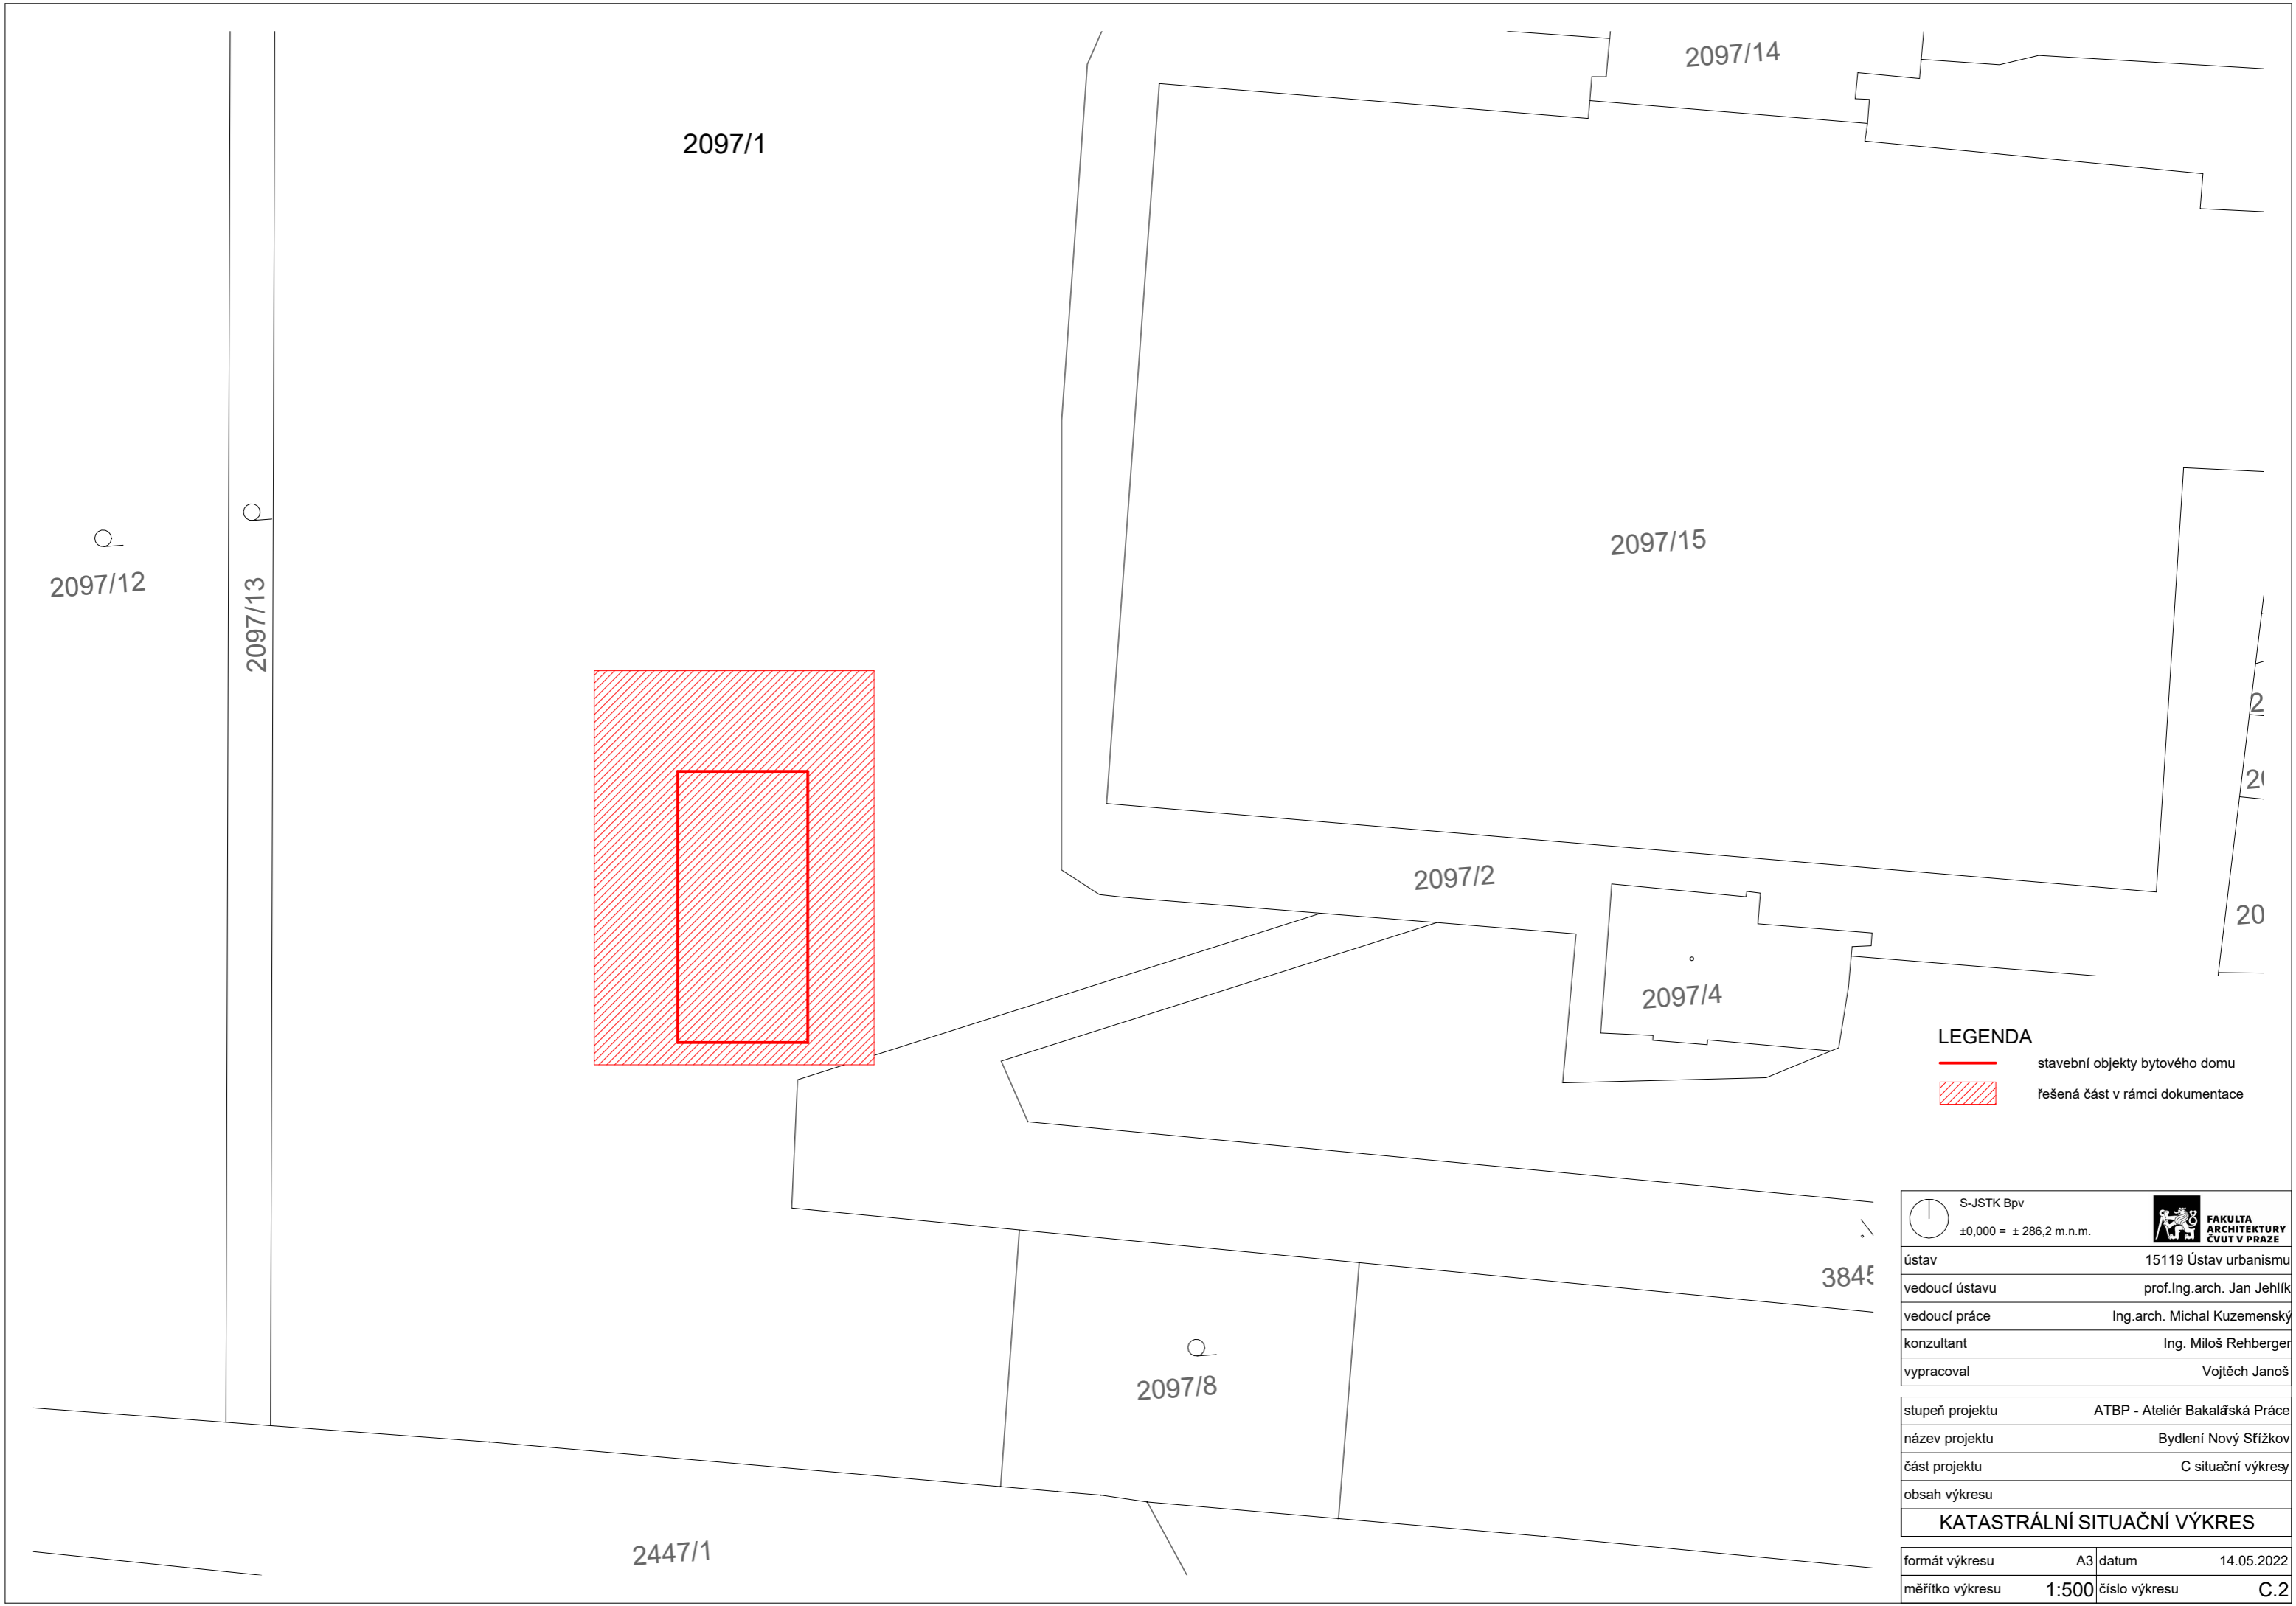 2097/14
2097/1
2097/15
2097/12
2097/13
2
2(
2097/2
20
2097/4
LEGENDA
stavební objekty bytového domu
řešená část v rámci dokumentace
S-JSTK Bpv
±0,000 = ± 286,2 m.n.m.
FAKULTA
ARCHITEKTURY
ČVUT V PRAZE
ústav 15119 Ústav urbanismu
vedoucí ústavu prof.Ing.arch. Jan Jehlík
vedoucí práce Ing.arch. Michal Kuzemenský
konzultant Ing. Miloš Rehberger
vypracoval Vojtěch Janoš
3845
2097/8
stupeň projektu ATBP - Ateliér Bakalářská Práce
název projektu Bydlení Nový Střížkov
část projektu C situační výkresy
obsah výkresu
KATASTRÁLNÍ SITUAČNÍ VÝKRES
2447/1
formát výkresu A3 datum 14.05.2022
měřítko výkresu 1:500 číslo výkresu C.2